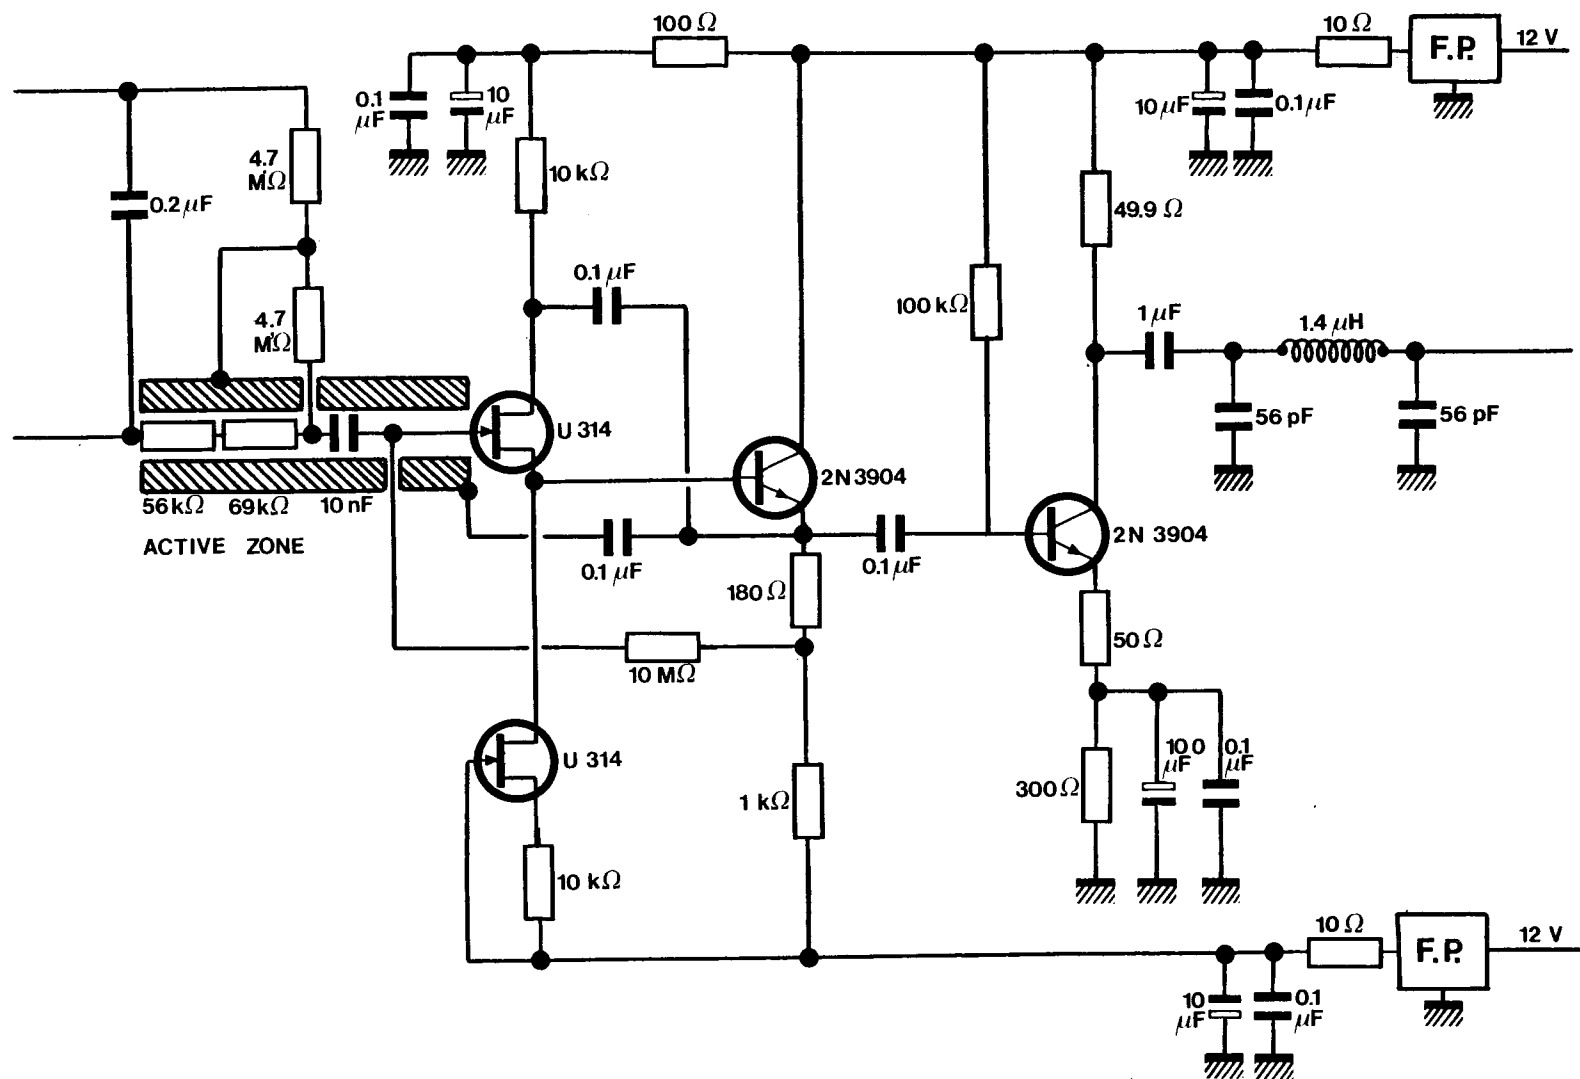 100 Ω
10 Ω
F.P.
12 V
0.1
μF
10
μF
10 μF
0.1 μF
4.7
MΩ
10 kΩ
0.2 μF
49.9 Ω
0.1 μF
100 kΩ
1 μF
1.4 μH
4.7
MΩ
U 314
56 pF
56 pF
2N 3904
56 kΩ
69 kΩ
10 nF
ACTIVE ZONE
2N 3904
0.1 μF
0.1 μF
180 Ω
50 Ω
10 MΩ
U 314
100
μF
0.1
μF
300 Ω
1 kΩ
10 kΩ
10 Ω
F.P.
12 V
10
μF
0.1
μF